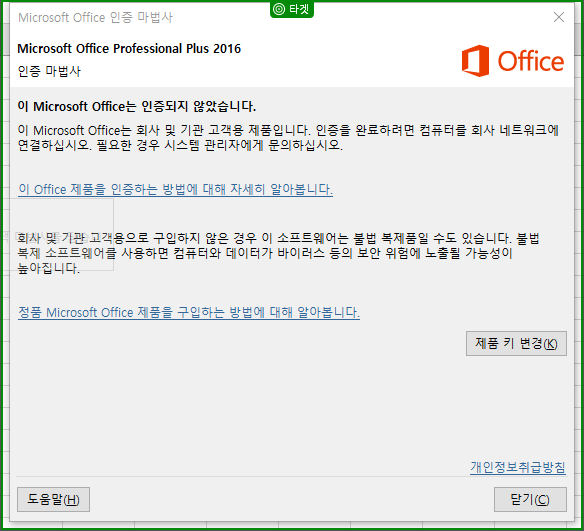 타겟
Microsoft Office 인증 마법사
Microsoft Office Professional Plus 2016
인증 마법사
Office
이 Microsoft Office는 인증되지 않았습니다.
이 Microsoft Office는 회사 및 기관 고객용 제품입니다. 인증을 완료하려면 컴퓨터를 회사 네트워크에
연결하십시오. 필요한 경우 시스템 관리자에게 문의하십시오.
이 Office 제품을 인증하는 방법에 대해 자세히 알아봅니다.
회사 및 기관 고객용으로 구입하지 않은 경우 이 소프트웨어는 불법 복제품일 수도 있습니다. 불법
복제 소프트웨어를 사용하면 컴퓨터와 데이터가 바이러스 등의 보안 위험에 노출될 가능성이
높아집니다.
정품 Microsoft Office 제품을 구입하는 방법에 대해 알아봅니다.
제품 키 변경(K)
개인정보취급방침
도움말(H)
닫기(C)